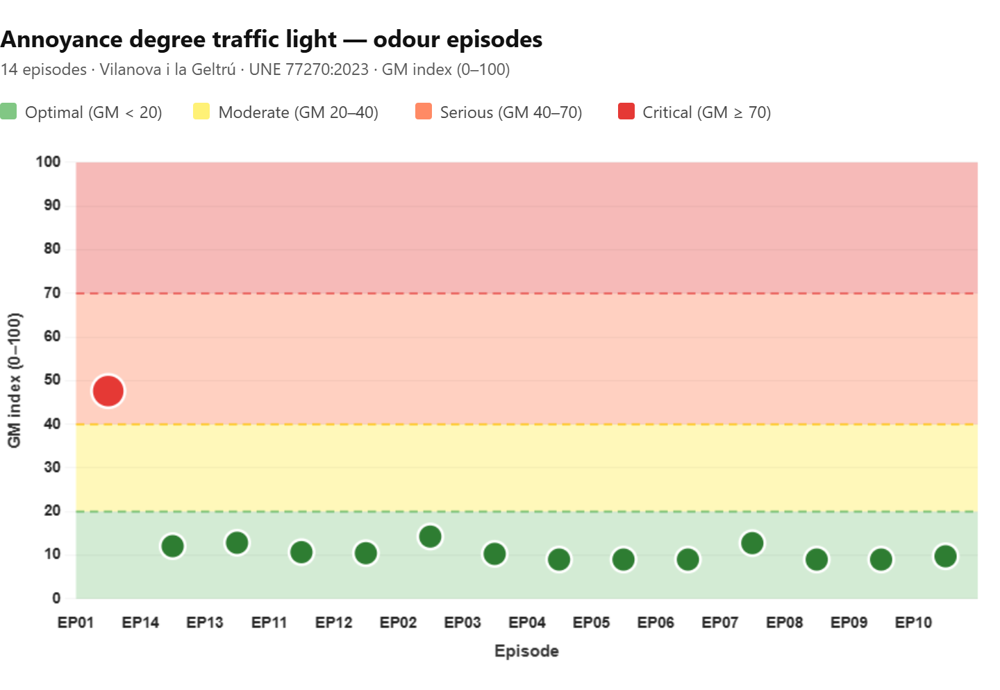 Annoyance degree traffic light — odour episodes
14 episodes · Vilanova i la Geltrú · UNE 77270:2023 · GM index (0–100)
Optimal (GM < 20) Moderate (GM 20–40) Serious (GM 40–70) Critical (GM ≥ 70)
100
90
80
70
60
50
40
30
20
10
0
GM index (0–100)
EP01 EP14 EP13 EP11 EP12 EP02 EP03 EP04 EP05 EP06 EP07 EP08 EP09 EP10
Episode